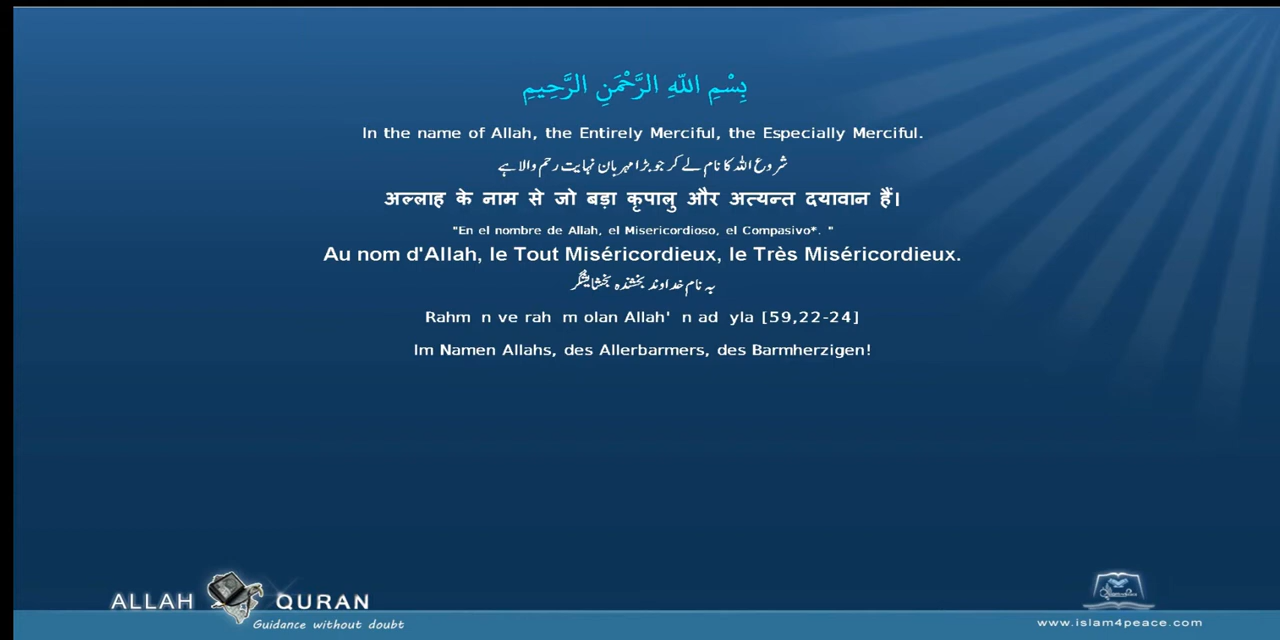 بِسْمِ اللّهِ الرَّحْمَنِ الرَّحِيمِ
In the name of Allah, the Entirely Merciful, the Especially Merciful.
شروع اللہ کا نام لے کر جو بڑا مہربان نہایت رحم والا ہے
अल्लाह के नाम से जो बड़ा कृपालु और अत्यन्त दयावान हैं।
"En el nombre de Allah, el Misericordioso, el Compasivo*. "
Au nom d'Allah, le Tout Miséricordieux, le Très Miséricordieux.
به نام خداوند بخشنده بخشایشگر
Rahm n ve rah m olan Allah' n ad yla [59,22-24]
Im Namen Allahs, des Allerbarmers, des Barmherzigen!
ALLAH QURAN
Guidance without doubt
www.islam4peace.com